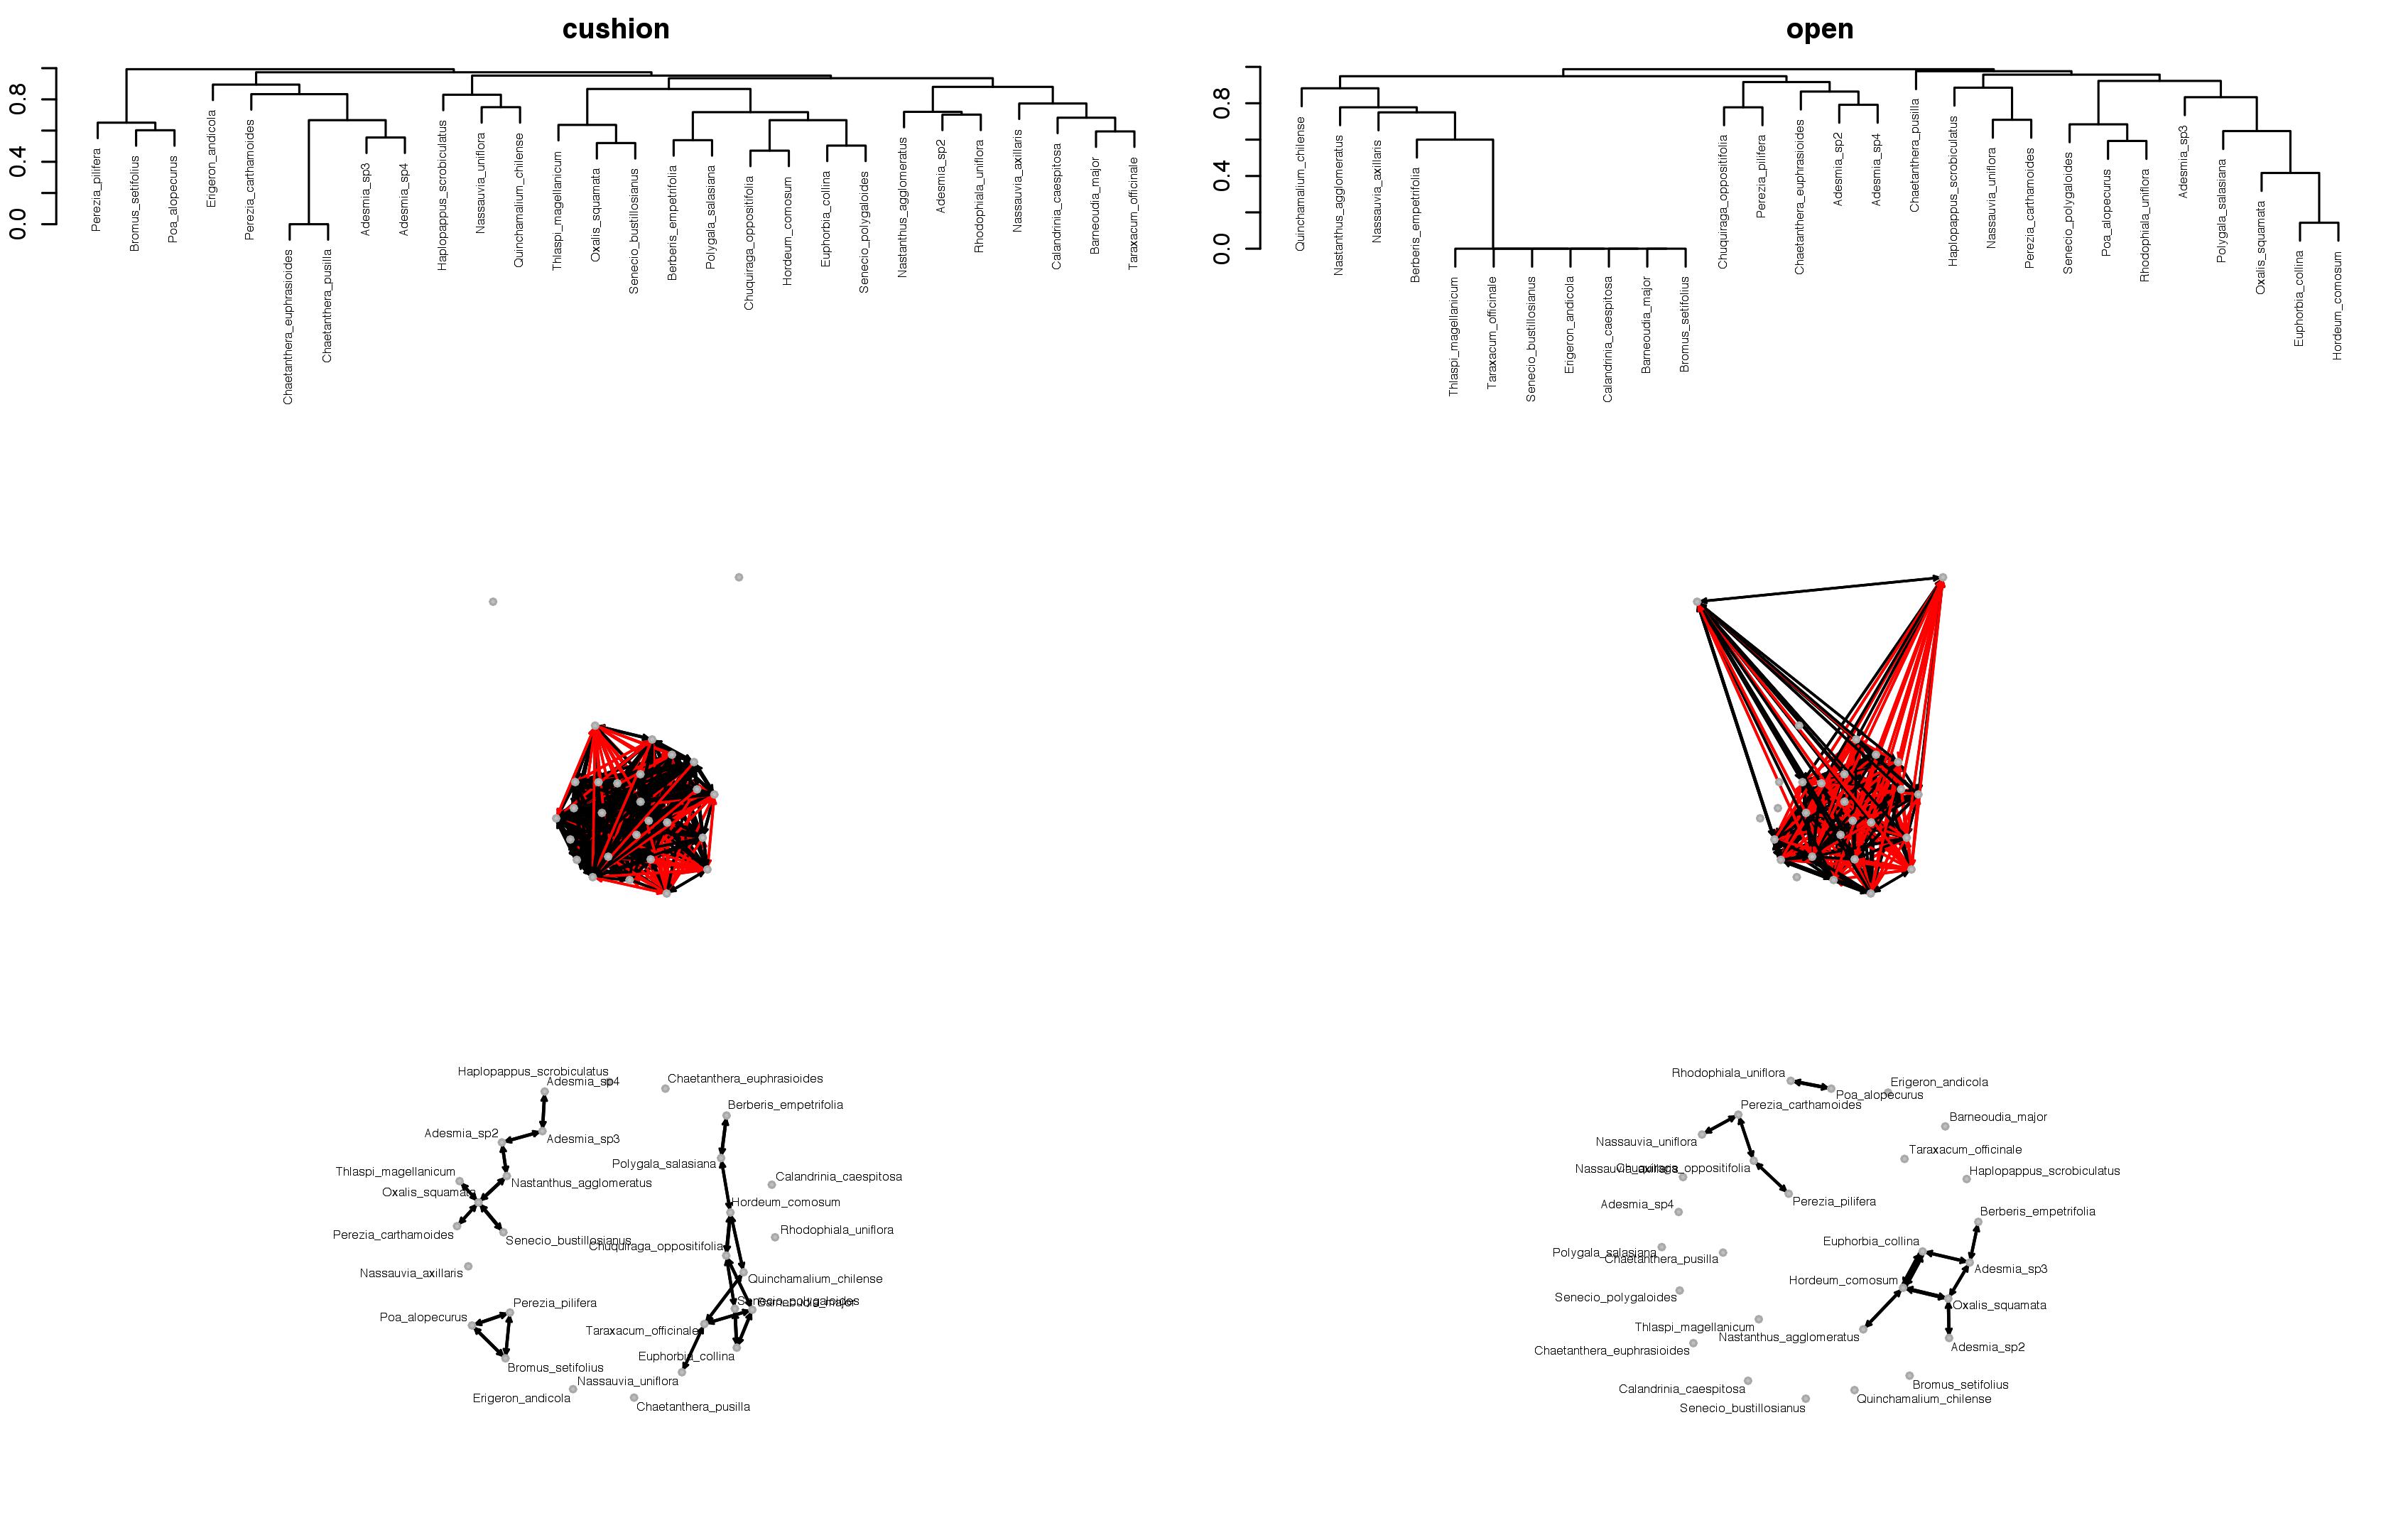 cushion
0.8
0.4
0.0
Perezia_pilifera
Bromus_setifolius
Poa_alopecurus
Erigeron_andicola
Perezia_carthamoides
Chaetanthera_euphrasioides
Chaetanthera_pusilla
Adesmia_sp3
Adesmia_sp4
Haplopappus_scrobiculatus
Nassauvia_uniflora
Quinchamalium_chilense
Thlaspi_magellanicum
Oxalis_squamata
Senecio_bustillosianus
Berberis_empetrifolia
Polygala_salasiana
Chuquiraga_oppositifolia
Hordeum_comosum
Euphorbia_collina
Senecio_polygaloides
Nastanthus_agglomeratus
Adesmia_sp2
Rhodophiala_uniflora
Nassauvia_axillaris
Calandrinia_caespitosa
Barneoudia_major
Taraxacum_officinale
open
0.8
0.4
0.0
Quinchamalium_chilense
Nastanthus_agglomeratus
Nassauvia_axillaris
Berberis_empetrifolia
Thlaspi_magellanicum
Taraxacum_officinale
Senecio_bustillosianus
Erigeron_andicola
Calandrinia_caespitosa
Barneoudia_major
Bromus_setifolius
Chuquiraga_oppositifolia
Perezia_pilifera
Chaetanthera_euphrasioides
Adesmia_sp2
Adesmia_sp4
Chaetanthera_pusilla
Haplopappus_scrobiculatus
Nassauvia_uniflora
Perezia_carthamoides
Senecio_polygaloides
Poa_alopecurus
Rhodophiala_uniflora
Adesmia_sp3
Polygala_salasiana
Oxalis_squamata
Euphorbia_collina
Hordeum_comosum
Haplopappus_scrobiculatus
Adesmia_sp4
Chaetanthera_euphrasioides
Berberis_empetrifolia
Adesmia_sp2
Adesmia_sp3
Polygala_salasiana
Thlaspi_magellanicum
Calandrinia_caespitosa
Nastanthus_agglomeratus
Oxalis_squamata
Hordeum_comosum
Rhodophiala_uniflora
Perezia_carthamoides
Senecio_bustillosianus
Chuquiraga_oppositifolia
Nassauvia_axillaris
Quinchamalium_chilense
Perezia_pilifera
Senecio_polygaloides
Barneoudia_major
Poa_alopecurus
Taraxacum_officinale
Euphorbia_collina
Bromus_setifolius
Nassauvia_uniflora
Erigeron_andicola
Chaetanthera_pusilla
Rhodophiala_uniflora
Erigeron_andicola
Poa_alopecurus
Perezia_carthamoides
Barneoudia_major
Nassauvia_uniflora
Taraxacum_officinale
Nassauvia_axillaris
Chuquiraga_oppositifolia
Haplopappus_scrobiculatus
Perezia_pilifera
Adesmia_sp4
Berberis_empetrifolia
Euphorbia_collina
Polygala_salasiana
Chaetanthera_pusilla
Adesmia_sp3
Hordeum_comosum
Senecio_polygaloides
Oxalis_squamata
Thlaspi_magellanicum
Nastanthus_agglomeratus
Adesmia_sp2
Chaetanthera_euphrasioides
Bromus_setifolius
Calandrinia_caespitosa
Quinchamalium_chilense
Senecio_bustillosianus